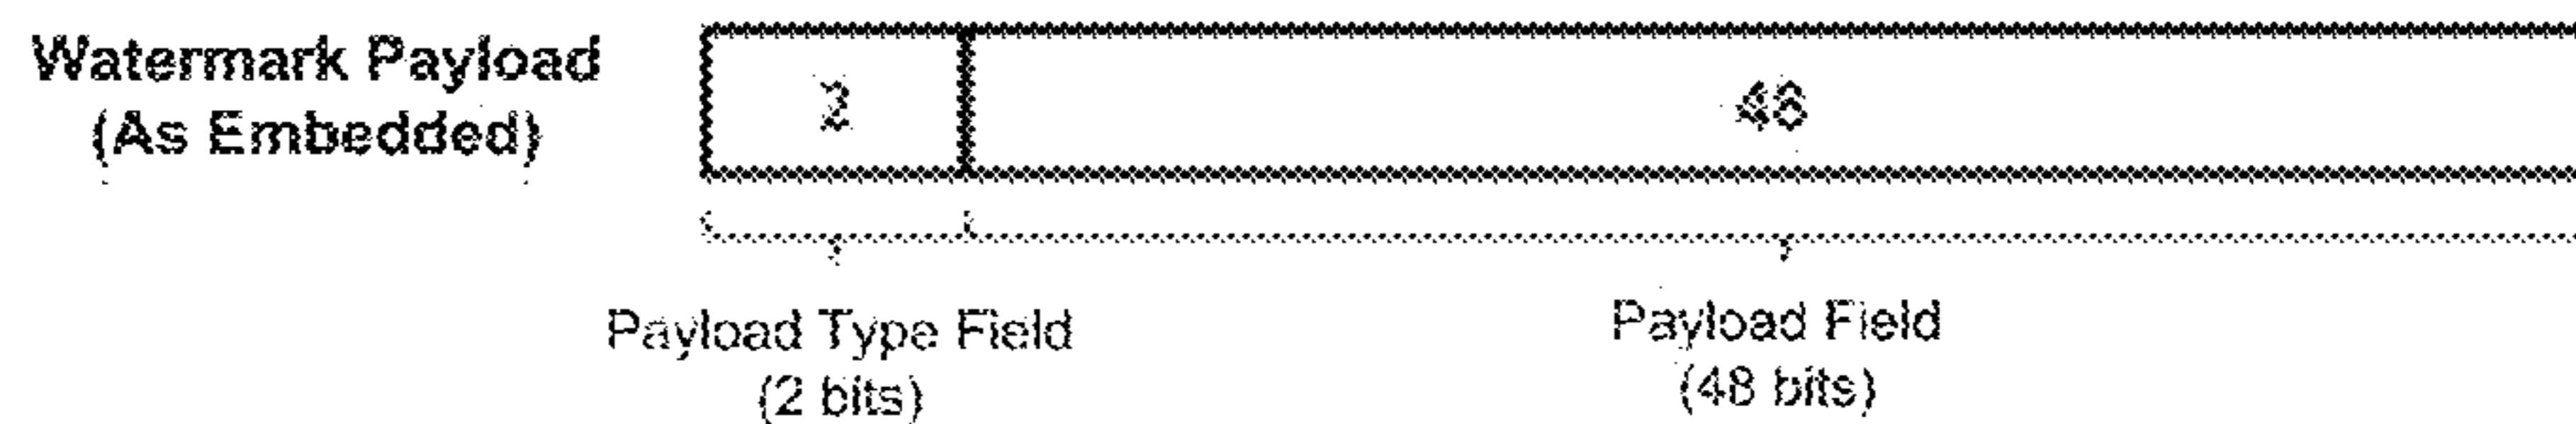 Watermark Payload
(As Embedded)
2
48
Payload Type Field
(2 bits)
Payload Field
(48 bits)